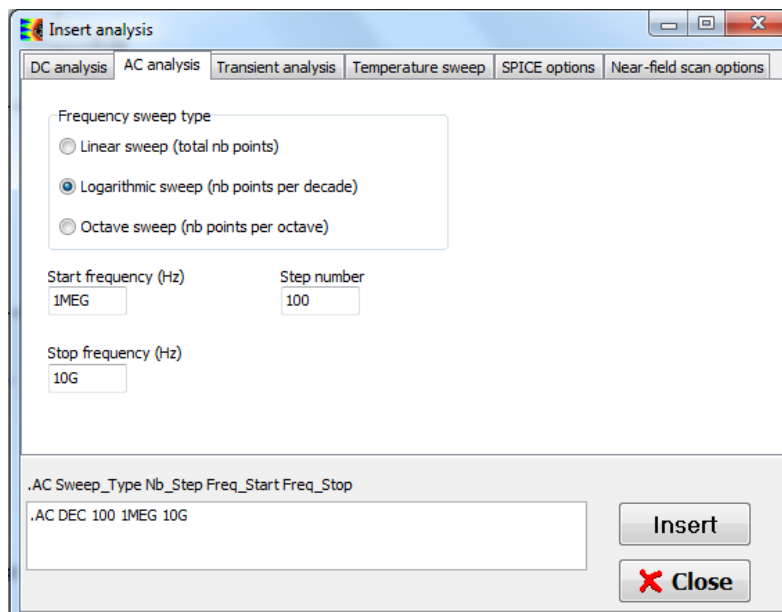 Insert analysis
DC analysis AC analysis Transient analysis Temperature sweep SPICE options Near-field scan options
Frequency sweep type
Linear sweep (total nb points)
Logarithmic sweep (nb points per decade)
Octave sweep (nb points per octave)
Start frequency (Hz) Step number
1MEG 100
Stop frequency (Hz)
10G
.AC Sweep_Type Nb_Step Freq_Start Freq_Stop
.AC DEC 100 1MEG 10G
Insert
Close